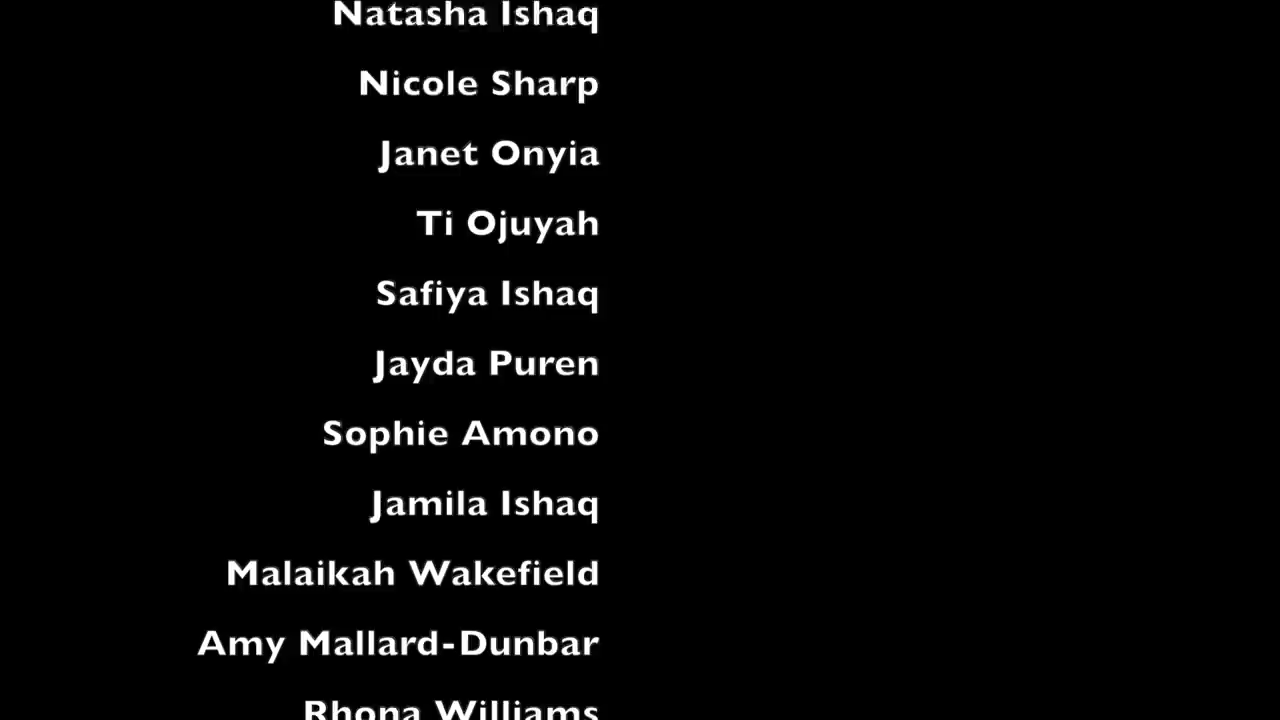 Natasha Ishaq
Nicole Sharp
Janet Onyia
Ti Ojuyah
Safiya Ishaq
Jayda Puren
Sophie Amono
Jamila Ishaq
Malaikah Wakefield
Amy Mallard-Dunbar
Rhona Williams